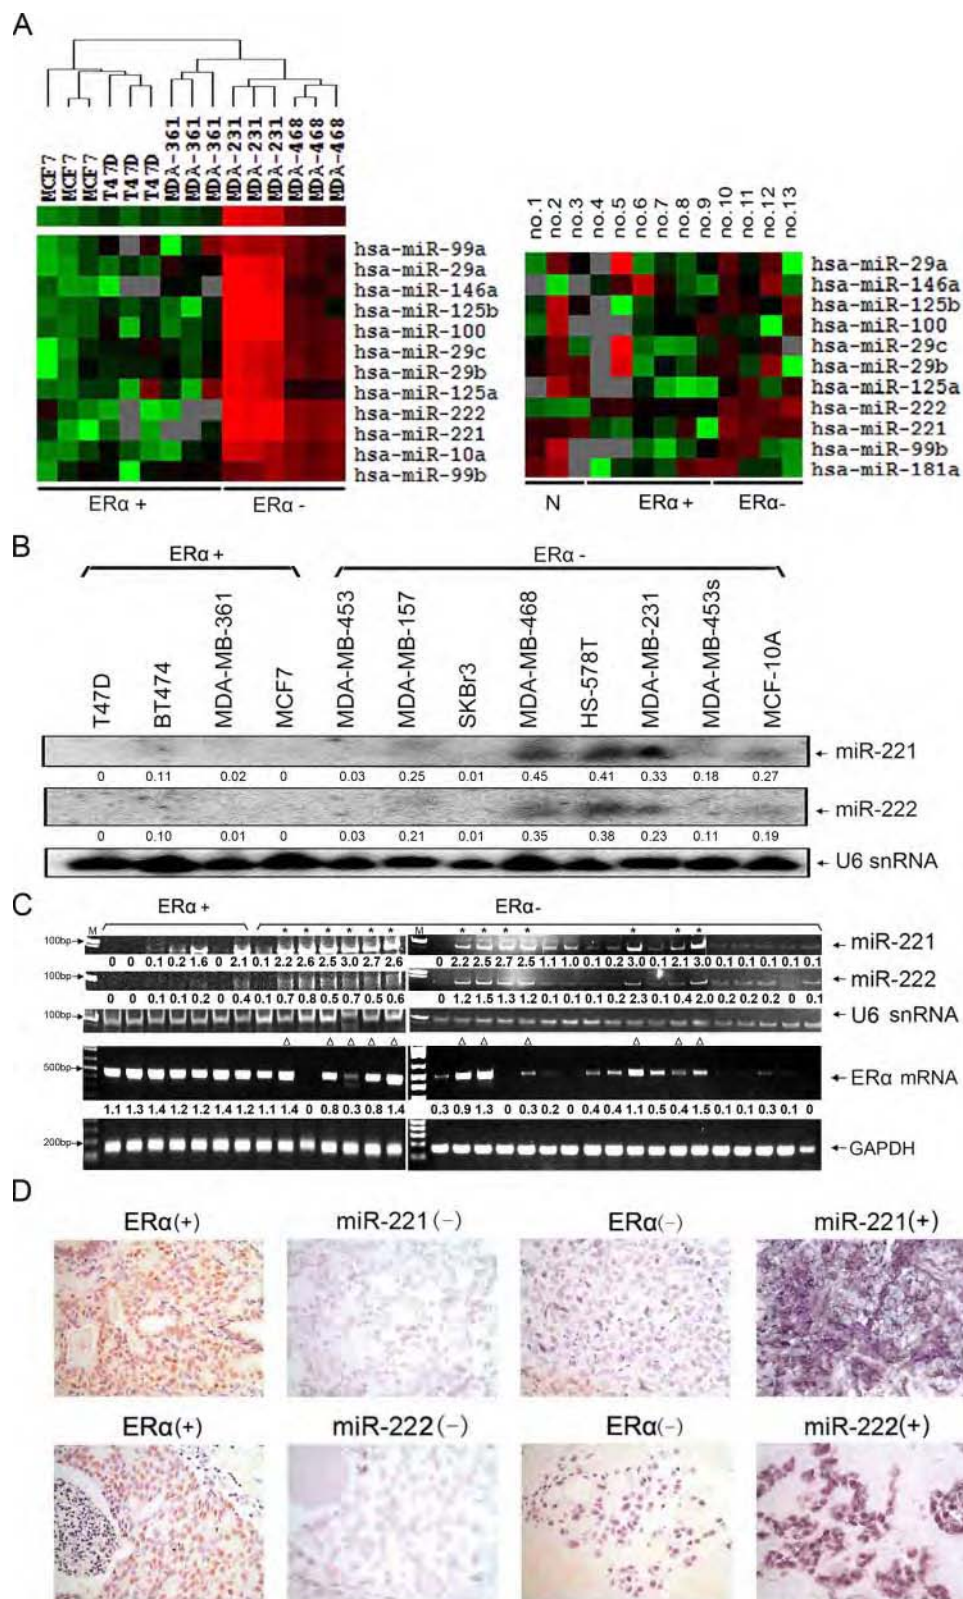 A
MCF7 MCF7 MCF7 T47D T47D T47D MDA-361 MDA-361 MDA-361 MDA-231 MDA-231 MDA-231 MDA-468 MDA-468 MDA-468
hsa-miR-99a
hsa-miR-29a
hsa-miR-146a
hsa-miR-125b
hsa-miR-100
hsa-miR-29c
hsa-miR-29b
hsa-miR-125a
hsa-miR-222
hsa-miR-221
hsa-miR-10a
hsa-miR-99b
ERα + ERα -
no.1 no.2 no.3 no.4 no.5 no.6 no.7 no.8 no.9 no.10 no.11 no.12 no.13
hsa-miR-29a
hsa-miR-146a
hsa-miR-125b
hsa-miR-100
hsa-miR-29c
hsa-miR-29b
hsa-miR-125a
hsa-miR-222
hsa-miR-221
hsa-miR-99b
hsa-miR-181a
N ERα + ERα-
B
ERα + ERα -
T47D BT474 MDA-MB-361 MCF7 MDA-MB-453 MDA-MB-157 SKBr3 MDA-MB-468 HS-578T MDA-MB-231 MDA-MB-453s MCF-10A
←miR-221
0 0.11 0.02 0 0.03 0.25 0.01 0.45 0.41 0.33 0.18 0.27
←miR-222
0 0.10 0.01 0 0.03 0.21 0.01 0.35 0.38 0.23 0.11 0.19
←U6 snRNA
C
ERα + ERα-
M * * * * * * M * * * * * * *
100bp→ ←miR-221
0 0 0.1 0.2 1.6 0 2.1 0.1 2.2 2.6 2.5 3.0 2.7 2.6 0 2.2 2.5 2.7 2.5 1.1 1.0 0.1 0.2 3.0 0.1 2.1 3.0 0.1 0.1 0.1 0.1 0.1
100bp→ ←miR-222
0 0 0.1 0.1 0.2 0 0.4 0.1 0.7 0.8 0.5 0.7 0.5 0.6 0 1.2 1.5 1.3 1.2 0.1 0.1 0.1 0.2 2.3 0.1 0.4 2.0 0.2 0.2 0.2 0 0.1
100bp→ ←U6 snRNA
△ △ △ △ △ △ △ △ △ △ △
500bp→ ←ERα mRNA
1.1 1.3 1.4 1.2 1.2 1.4 1.2 1.1 1.4 0 0.8 0.3 0.8 1.4 0.3 0.9 1.3 0 0.3 0.2 0 0.4 0.4 1.1 0.5 0.4 1.5 0.1 0.1 0.3 0.1 0
200bp→ ←GAPDH
D
ERα(+) miR-221(-) ERα(-) miR-221(+)
ERα(+) miR-222(-) ERα(-) miR-222(+)